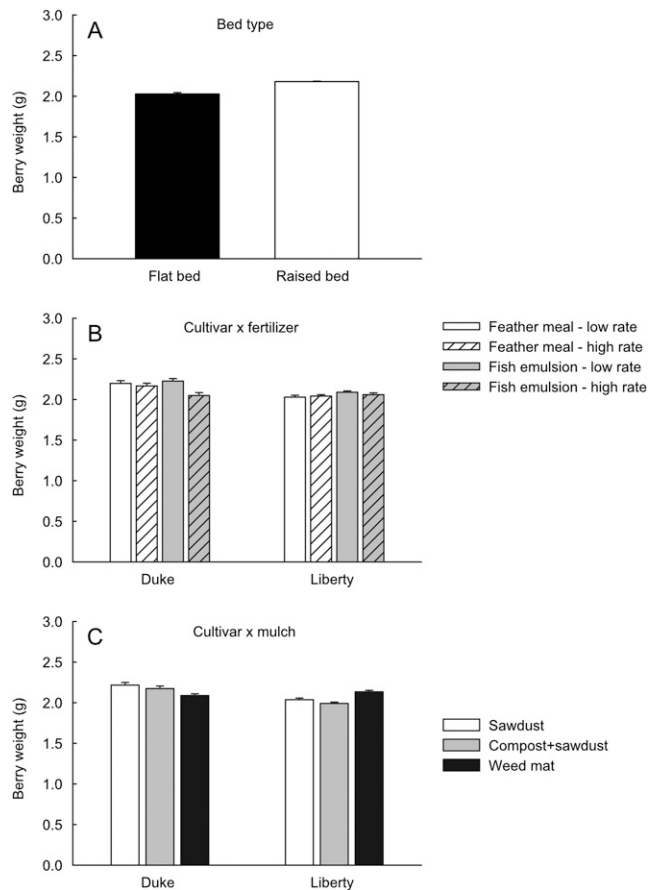 A
Bed type
Berry weight (g)
3.0
2.5
2.0
1.5
1.0
0.5
0.0
Flat bed
Raised bed
B
Cultivar x fertilizer
Berry weight (g)
3.0
2.5
2.0
1.5
1.0
0.5
0.0
Duke
Liberty
Feather meal - low rate
Feather meal - high rate
Fish emulsion - low rate
Fish emulsion - high rate
C
Cultivar x mulch
Berry weight (g)
3.0
2.5
2.0
1.5
1.0
0.5
0.0
Duke
Liberty
Sawdust
Compost+sawdust
Weed mat